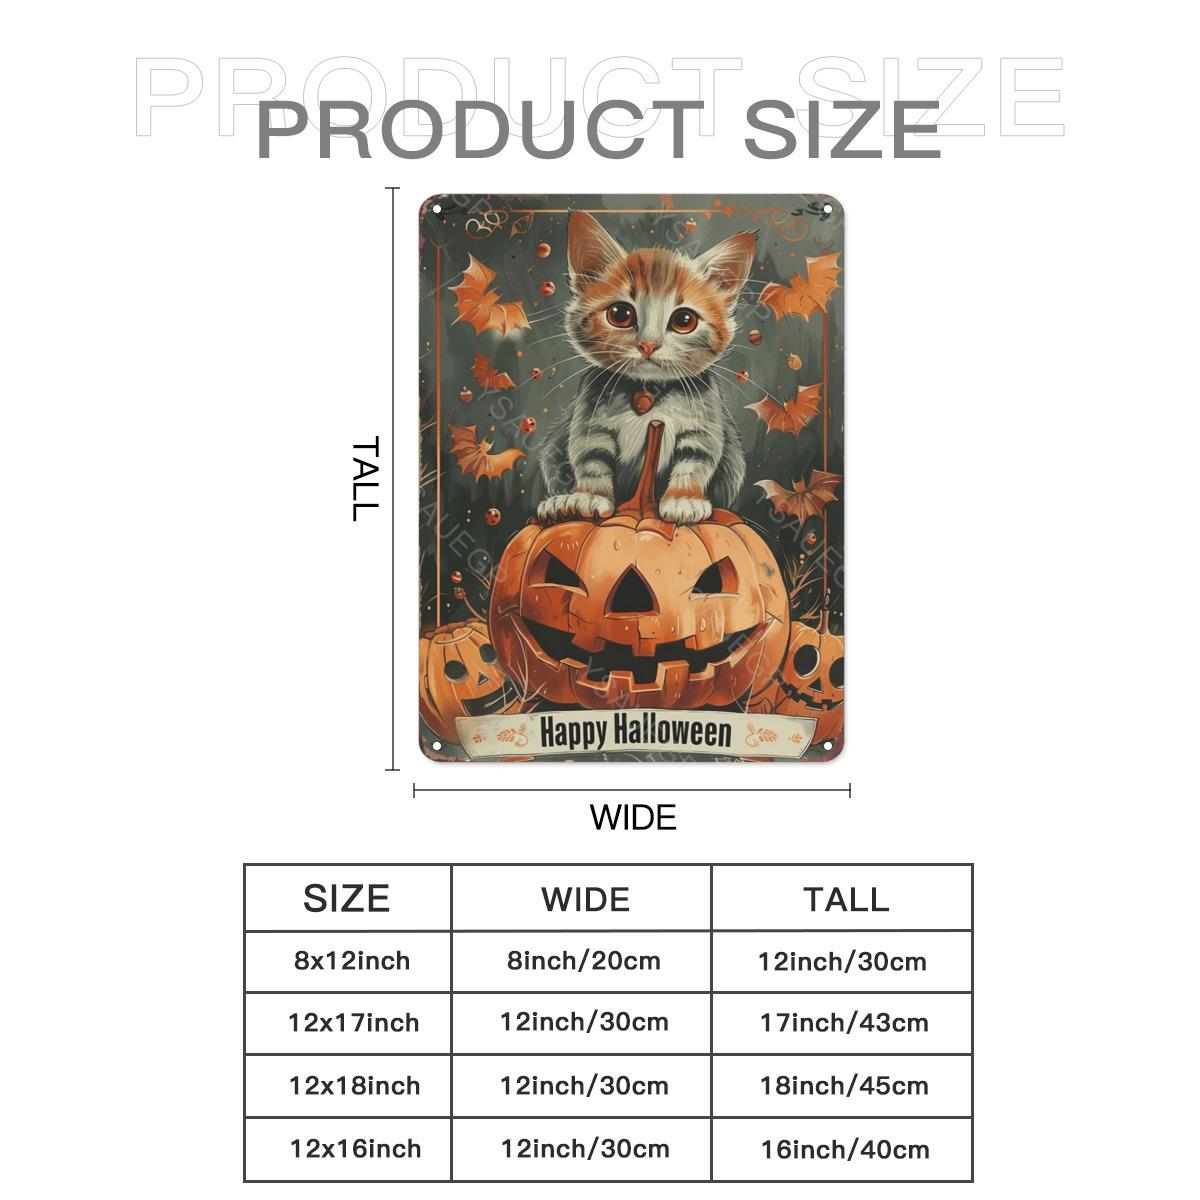 PRODUCT SIZE
PRODUCT SIZE
TALL
YSAUEGP
Happy Halloween
WIDE
SIZE WIDE TALL
8x12inch 8inch/20cm 12inch/30cm
12x17inch 12inch/30cm 17inch/43cm
12x18inch 12inch/30cm 18inch/45cm
12x16inch 12inch/30cm 16inch/40cm